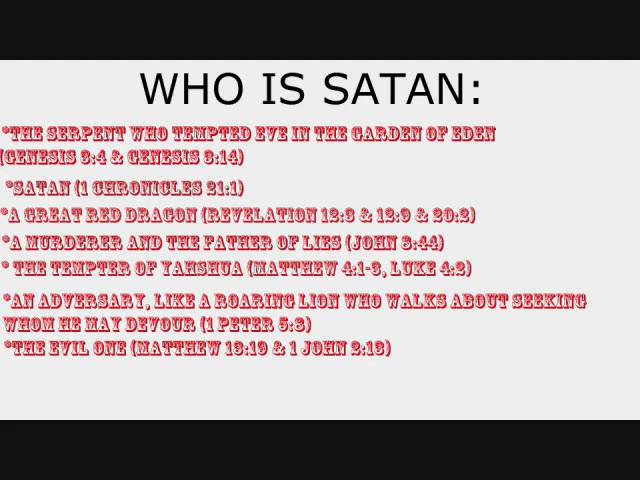 WHO IS SATAN:
*THE SERPENT WHO TEMPTED EVE IN THE GARDEN OF EDEN
(GENESIS 3:4 & GENESIS 3:14)
*SATAN (1 CHRONICLES 21:1)
*A GREAT RED DRAGON (REVELATION 12:3 & 12:9 & 20:2)
*A MURDERER AND THE FATHER OF LIES (JOHN 8:44)
* THE TEMPTER OF YAHSHUA (MATTHEW 4:1-3, LUKE 4:2)
*AN ADVERSARY, LIKE A ROARING LION WHO WALKS ABOUT SEEKING
WHOM HE MAY DEVOUR (1 PETER 5:8)
*THE EVIL ONE (MATTHEW 13:19 & 1 JOHN 2:13)